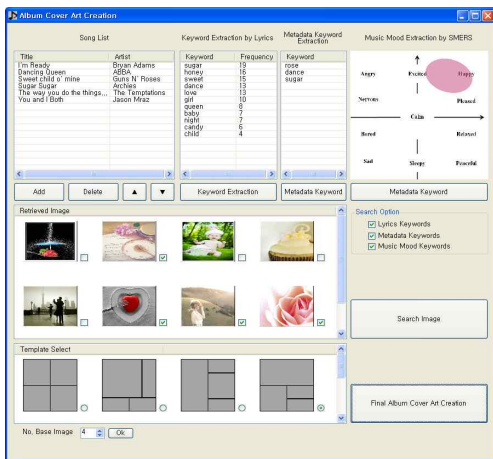 Album Cover Art Creation
Song List
Keyword Extraction by Lyrics
Metadata Keyword
Extraction
Music Mood Extraction by SMERS
Title Artist
I'm Ready Bryan Adams
Dancing Queen ABBA
Sweet child o' mine Guns N' Roses
Sugar Sugar Archies
The way you do the things,,, The Temptations
You and I Both Jason Mraz
Keyword Frequency
sugar 19
honey 16
sweet 15
dance 13
love 13
girl 10
queen 8
baby 7
night 7
candy 6
child 4
Keyword
rose
dance
sugar
Angry Excited Happy
Nervous Pleased
Calm
Bored Relaxed
Sad Sleepy Peaceful
Add Delete ▲ ▼ Keyword Extraction Metadata Keyword Metadata Keyword
Retrieved Image
Search Option
Lyrics Keywords
Metadata Keywords
Music Mood Keywords
Search Image
Template Select
Final Album Cover Art Creation
No, Base Image 4 Ok